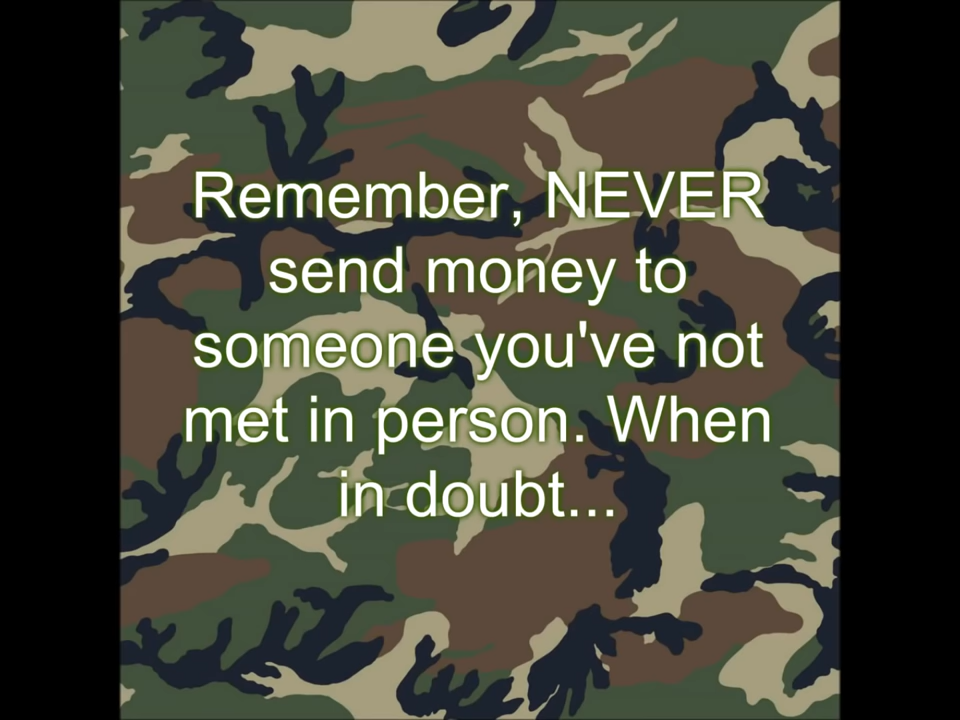 Remember, NEVER
send money to
someone you've not
met in person. When
in doubt...